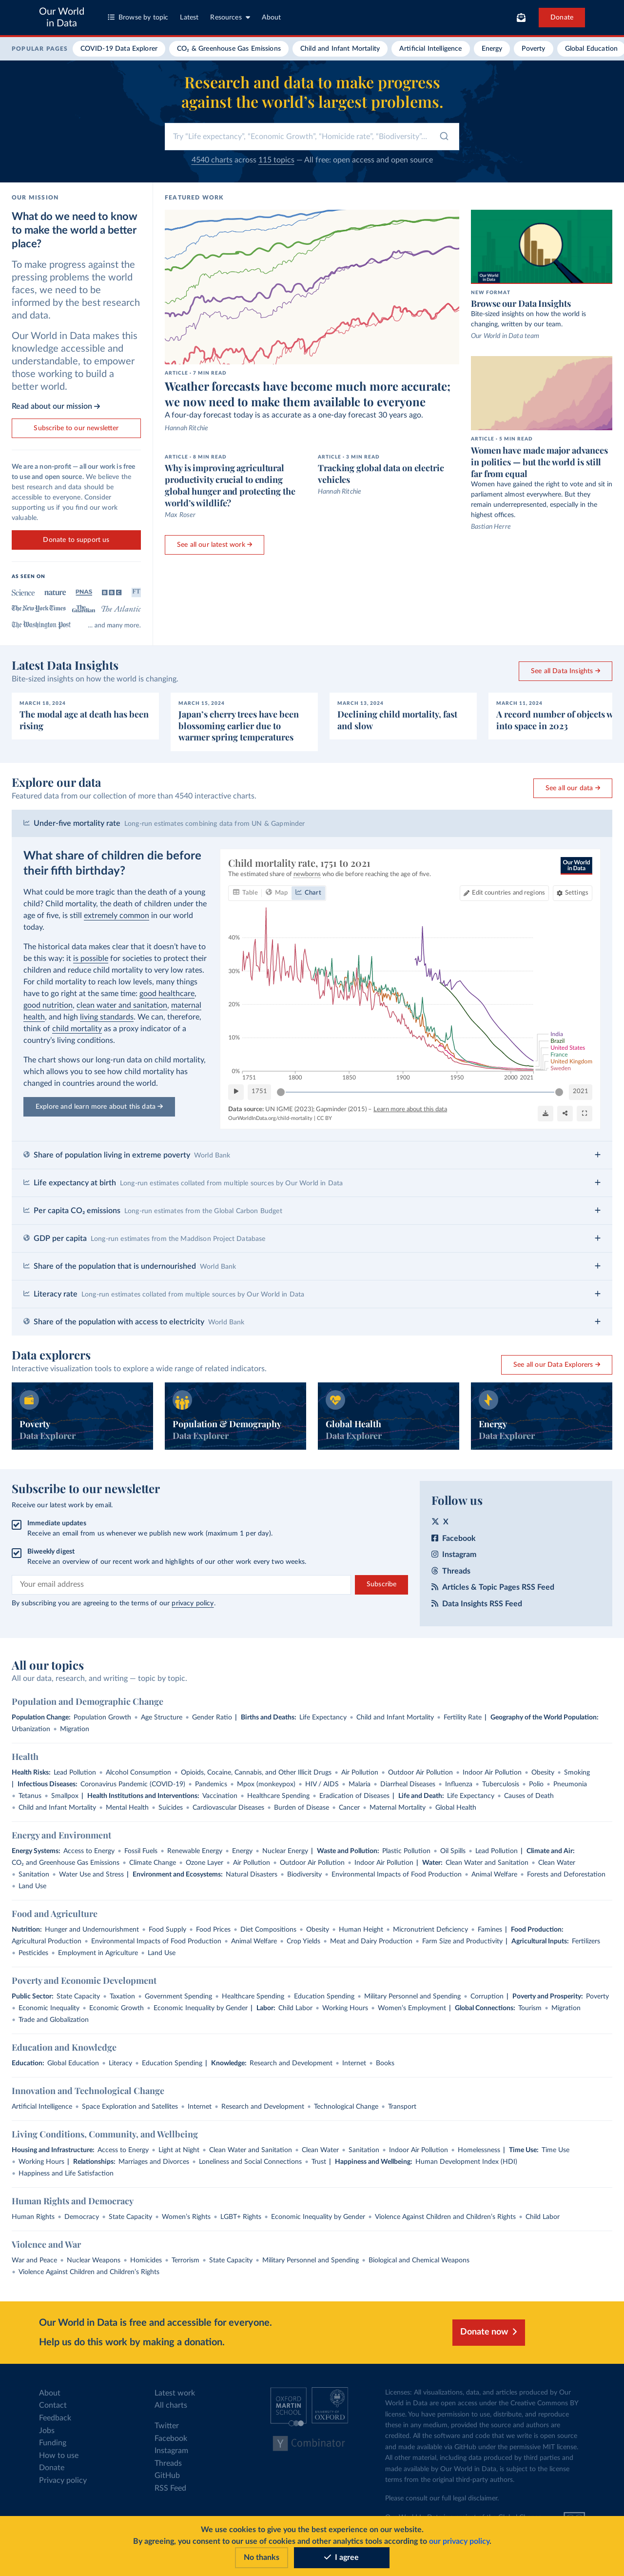 Our World
in Data
Browse by topic
Latest
Resources
About
Donate
POPULAR PAGES
COVID-19 Data Explorer
CO₂ & Greenhouse Gas Emissions
Child and Infant Mortality
Artificial Intelligence
Energy
Poverty
Global Education
Research and data to make progress
against the world's largest problems.
Try "Life expectancy", "Economic Growth", "Homicide rate", "Biodiversity"...
4540 charts across 115 topics — All free: open access and open source
OUR MISSION
What do we need to know
to make the world a better
place?
To make progress against the
pressing problems the world
faces, we need to be
informed by the best research
and data.
Our World in Data makes this
knowledge accessible and
understandable, to empower
those working to build a
better world.
Read about our mission →
Subscribe to our newsletter
We are a non-profit — all our work is free
to use and open source. We believe the
best research and data should be
accessible to everyone. Consider
supporting us if you find our work
valuable.
Donate to support us
AS SEEN ON
Science
nature
PNAS
BBC
FT
The New York Times
The Guardian
The Atlantic
The Washington Post
... and many more.
FEATURED WORK
ARTICLE · 7 MIN READ
Weather forecasts have become much more accurate;
we now need to make them available to everyone
A four-day forecast today is as accurate as a one-day forecast 30 years ago.
Hannah Ritchie
ARTICLE · 8 MIN READ
Why is improving agricultural
productivity crucial to ending
global hunger and protecting the
world's wildlife?
Max Roser
ARTICLE · 3 MIN READ
Tracking global data on electric
vehicles
Hannah Ritchie
See all our latest work →
Our World
in Data
NEW FORMAT
Browse our Data Insights
Bite-sized insights on how the world is
changing, written by our team.
Our World in Data team
ARTICLE · 5 MIN READ
Women have made major advances
in politics — but the world is still
far from equal
Women have gained the right to vote and sit in
parliament almost everywhere. But they
remain underrepresented, especially in the
highest offices.
Bastian Herre
Latest Data Insights
Bite-sized insights on how the world is changing.
See all Data Insights →
MARCH 18, 2024
The modal age at death has been
rising
MARCH 15, 2024
Japan's cherry trees have been
blossoming earlier due to
warmer spring temperatures
MARCH 13, 2024
Declining child mortality, fast
and slow
MARCH 11, 2024
A record number of objects w
into space in 2023
Explore our data
Featured data from our collection of more than 4540 interactive charts.
See all our data →
Under-five mortality rate Long-run estimates combining data from UN & Gapminder
What share of children die before
their fifth birthday?
What could be more tragic than the death of a young
child? Child mortality, the death of children under the
age of five, is still extremely common in our world
today.
The historical data makes clear that it doesn't have to
be this way: it is possible for societies to protect their
children and reduce child mortality to very low rates.
For child mortality to reach low levels, many things
have to go right at the same time: good healthcare,
good nutrition, clean water and sanitation, maternal
health, and high living standards. We can, therefore,
think of child mortality as a proxy indicator of a
country's living conditions.
The chart shows our long-run data on child mortality,
which allows you to see how child mortality has
changed in countries around the world.
Explore and learn more about this data →
Child mortality rate, 1751 to 2021
The estimated share of newborns who die before reaching the age of five.
Our World
in Data
Table
Map
Chart
Edit countries and regions
Settings
40%
30%
20%
10%
0%
1751
1800
1850
1900
1950
2000
2021
India
Brazil
United States
France
United Kingdom
Sweden
1751
2021
Data source: UN IGME (2023); Gapminder (2015) – Learn more about this data
OurWorldInData.org/child-mortality | CC BY
Share of population living in extreme poverty World Bank +
Life expectancy at birth Long-run estimates collated from multiple sources by Our World in Data +
Per capita CO₂ emissions Long-run estimates from the Global Carbon Budget +
GDP per capita Long-run estimates from the Maddison Project Database +
Share of the population that is undernourished World Bank +
Literacy rate Long-run estimates collated from multiple sources by Our World in Data +
Share of the population with access to electricity World Bank +
Data explorers
Interactive visualization tools to explore a wide range of related indicators.
See all our Data Explorers →
Poverty
Data Explorer
Population & Demography
Data Explorer
Global Health
Data Explorer
Energy
Data Explorer
Subscribe to our newsletter
Receive our latest work by email.
Immediate updates
Receive an email from us whenever we publish new work (maximum 1 per day).
Biweekly digest
Receive an overview of our recent work and highlights of our other work every two weeks.
Your email address
Subscribe
By subscribing you are agreeing to the terms of our privacy policy.
Follow us
X
Facebook
Instagram
Threads
Articles & Topic Pages RSS Feed
Data Insights RSS Feed
All our topics
All our data, research, and writing — topic by topic.
Population and Demographic Change
Population Change: Population Growth • Age Structure • Gender Ratio | Births and Deaths: Life Expectancy • Child and Infant Mortality • Fertility Rate | Geography of the World Population:
Urbanization • Migration
Health
Health Risks: Lead Pollution • Alcohol Consumption • Opioids, Cocaine, Cannabis, and Other Illicit Drugs • Air Pollution • Outdoor Air Pollution • Indoor Air Pollution • Obesity • Smoking
| Infectious Diseases: Coronavirus Pandemic (COVID-19) • Pandemics • Mpox (monkeypox) • HIV / AIDS • Malaria • Diarrheal Diseases • Influenza • Tuberculosis • Polio • Pneumonia
• Tetanus • Smallpox | Health Institutions and Interventions: Vaccination • Healthcare Spending • Eradication of Diseases | Life and Death: Life Expectancy • Causes of Death
• Child and Infant Mortality • Mental Health • Suicides • Cardiovascular Diseases • Burden of Disease • Cancer • Maternal Mortality • Global Health
Energy and Environment
Energy Systems: Access to Energy • Fossil Fuels • Renewable Energy • Energy • Nuclear Energy | Waste and Pollution: Plastic Pollution • Oil Spills • Lead Pollution | Climate and Air:
CO₂ and Greenhouse Gas Emissions • Climate Change • Ozone Layer • Air Pollution • Outdoor Air Pollution • Indoor Air Pollution | Water: Clean Water and Sanitation • Clean Water
• Sanitation • Water Use and Stress | Environment and Ecosystems: Natural Disasters • Biodiversity • Environmental Impacts of Food Production • Animal Welfare • Forests and Deforestation
• Land Use
Food and Agriculture
Nutrition: Hunger and Undernourishment • Food Supply • Food Prices • Diet Compositions • Obesity • Human Height • Micronutrient Deficiency • Famines | Food Production:
Agricultural Production • Environmental Impacts of Food Production • Animal Welfare • Crop Yields • Meat and Dairy Production • Farm Size and Productivity | Agricultural Inputs: Fertilizers
• Pesticides • Employment in Agriculture • Land Use
Poverty and Economic Development
Public Sector: State Capacity • Taxation • Government Spending • Healthcare Spending • Education Spending • Military Personnel and Spending • Corruption | Poverty and Prosperity: Poverty
• Economic Inequality • Economic Growth • Economic Inequality by Gender | Labor: Child Labor • Working Hours • Women's Employment | Global Connections: Tourism • Migration
• Trade and Globalization
Education and Knowledge
Education: Global Education • Literacy • Education Spending | Knowledge: Research and Development • Internet • Books
Innovation and Technological Change
Artificial Intelligence • Space Exploration and Satellites • Internet • Research and Development • Technological Change • Transport
Living Conditions, Community, and Wellbeing
Housing and Infrastructure: Access to Energy • Light at Night • Clean Water and Sanitation • Clean Water • Sanitation • Indoor Air Pollution • Homelessness | Time Use: Time Use
• Working Hours | Relationships: Marriages and Divorces • Loneliness and Social Connections • Trust | Happiness and Wellbeing: Human Development Index (HDI)
• Happiness and Life Satisfaction
Human Rights and Democracy
Human Rights • Democracy • State Capacity • Women's Rights • LGBT+ Rights • Economic Inequality by Gender • Violence Against Children and Children's Rights • Child Labor
Violence and War
War and Peace • Nuclear Weapons • Homicides • Terrorism • State Capacity • Military Personnel and Spending • Biological and Chemical Weapons
• Violence Against Children and Children's Rights
Our World in Data is free and accessible for everyone.
Help us do this work by making a donation.
Donate now
About
Contact
Feedback
Jobs
Funding
How to use
Donate
Privacy policy
Latest work
All charts
Twitter
Facebook
Instagram
Threads
GitHub
RSS Feed
OXFORD
MARTIN
SCHOOL
UNIVERSITY OF
OXFORD
Y Combinator
Licenses: All visualizations, data, and articles produced by Our
World in Data are open access under the Creative Commons BY
license. You have permission to use, distribute, and reproduce
these in any medium, provided the source and authors are
credited. All the software and code that we write is open source
and made available via GitHub under the permissive MIT license.
All other material, including data produced by third parties and
made available by Our World in Data, is subject to the license
terms from the original third-party authors.
Please consult our full legal disclaimer.
We use cookies to give you the best experience on our website.
By agreeing, you consent to our use of cookies and other analytics tools according to our privacy policy.
No thanks
I agree